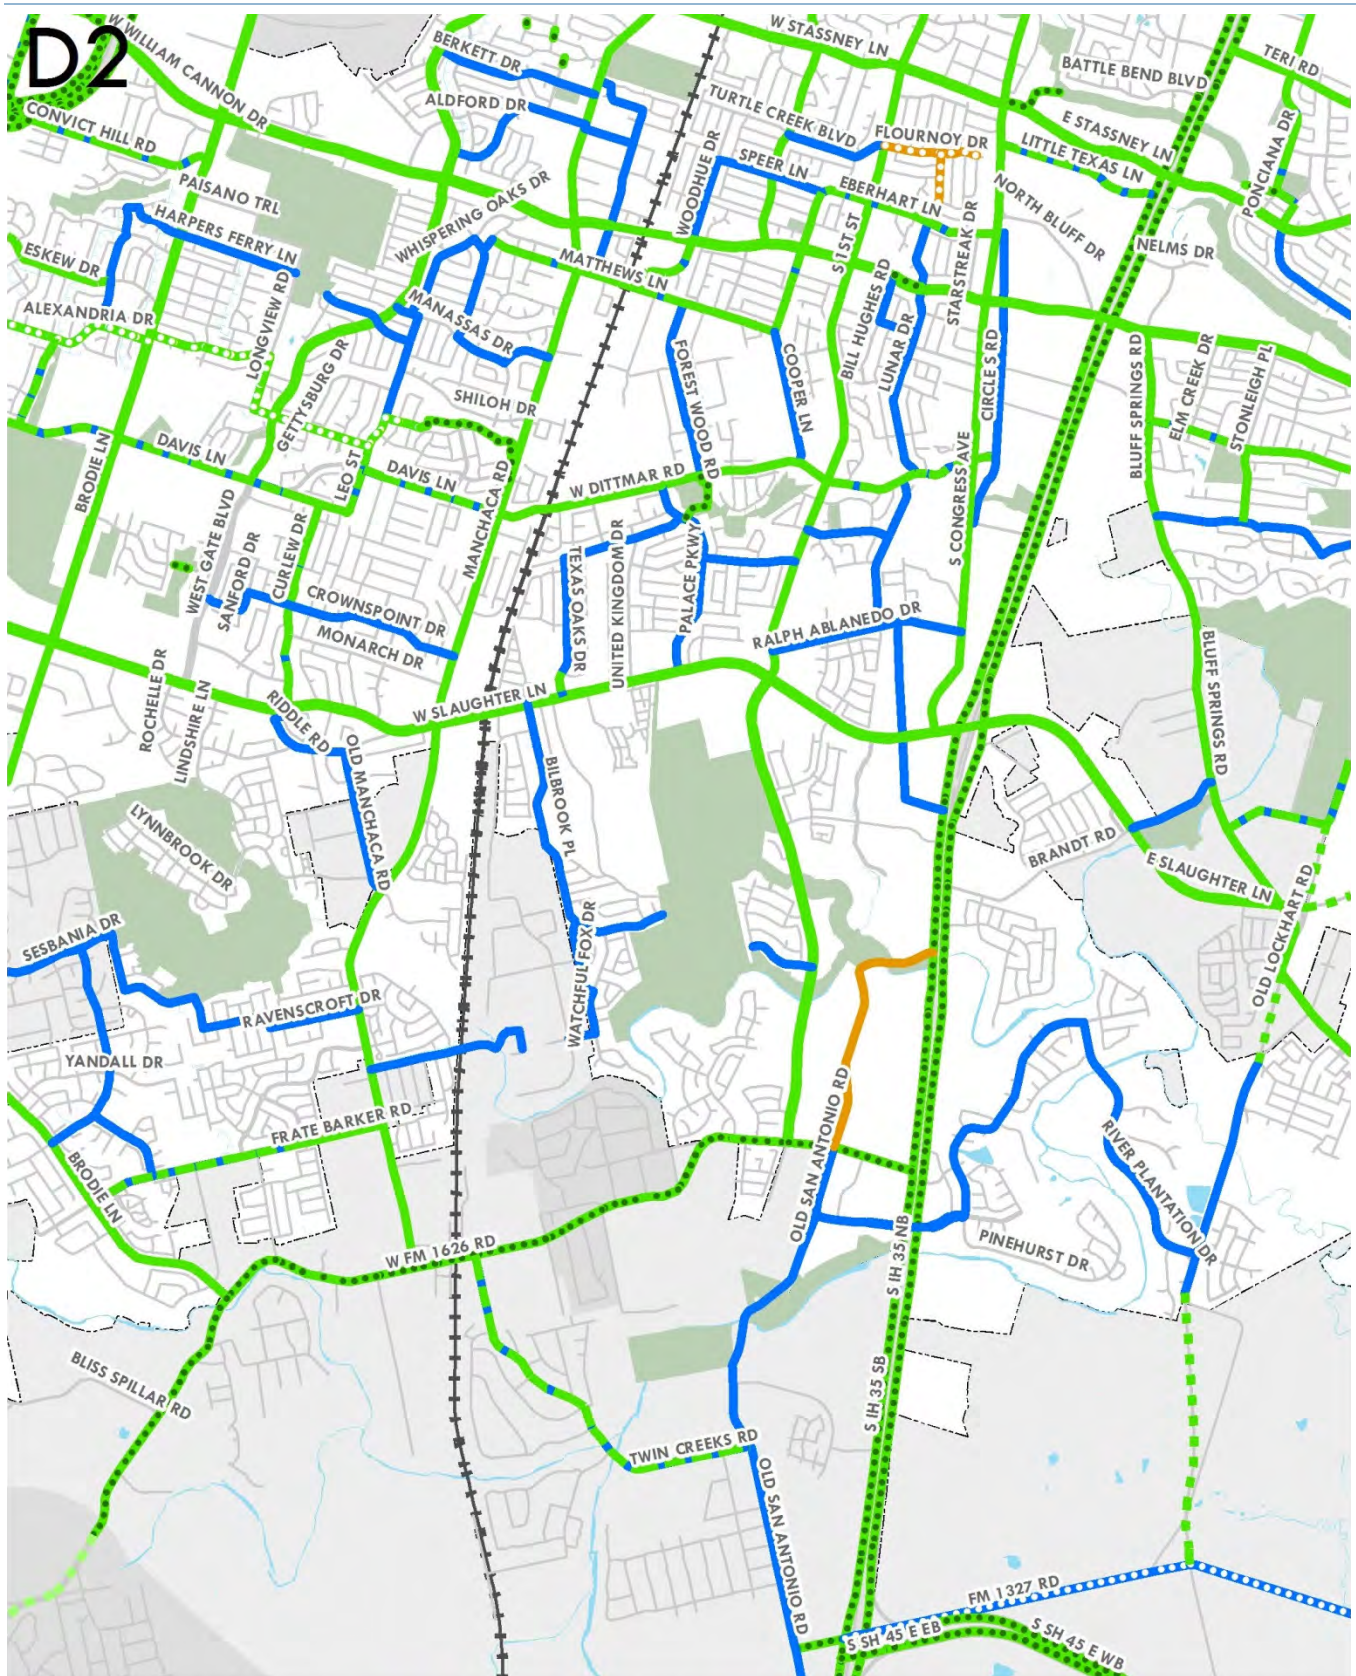 D2
W WILLIAM CANNON DR
BERKETT DR
W STASSNEY LN
BATTLE BEND BLVD
TERI RD
ALDFORD DR
TURTLE CREEK BLVD
FLOURNOY DR
E STASSNEY LN
LITTLE TEXAS LN
PONCIANA DR
CONVICT HILL RD
PAISANO TRL
WOODHUE DR
SPEER LN
EBERHART LN
NORTH BLUFF DR
HARPERS FERRY LN
WHISPERING OAKS DR
S 1ST ST
STARSTREAK DR
NELMS DR
ESKEW DR
MATTHEWS LN
BILL HUGHES RD
ALEXANDRIA DR
LONGVIEW RD
MANASSAS DR
LUNAR DR
GETTYSBURG DR
FOREST WOOD RD
COOPER LN
CIRCLE S RD
BLUFF SPRINGS RD
ELM CREEK DR
STONLEIGH PL
SHILOH DR
BRODIE LN
DAVIS LN
LEO ST
DAVIS LN
MANCHACA RD
W DITTMAR RD
S CONGRESS AVE
WEST GATE BLVD
SANFORD DR
CURLEW DR
TEXAS OAKS DR
UNITED KINGDOM DR
PALACE PKWY
CROWNSPOINT DR
MONARCH DR
RALPH ABLANEDO DR
ROCHELLE DR
LINDSHIRE LN
RIDDLE RD
W SLAUGHTER LN
BLUFF SPRINGS RD
OLD MANCHACA RD
BILBROOK PL
LYNNBROOK DR
BRANDT RD
E SLAUGHTER LN
SESBANIA DR
WATCHFUL FOX DR
OLD LOCKHART RD
RAVENSCROFT DR
YANDALL DR
OLD SAN ANTONIO RD
FRATE BARKER RD
RIVER PLANTATION DR
BRODIE LN
W FM 1626 RD
S IH 35 NB
PINEHURST DR
BLISS SPILLAR RD
S IH 35 SB
TWIN CREEKS RD
OLD SAN ANTONIO RD
FM 1327 RD
S SH 45 E EB
S SH 45 E WB